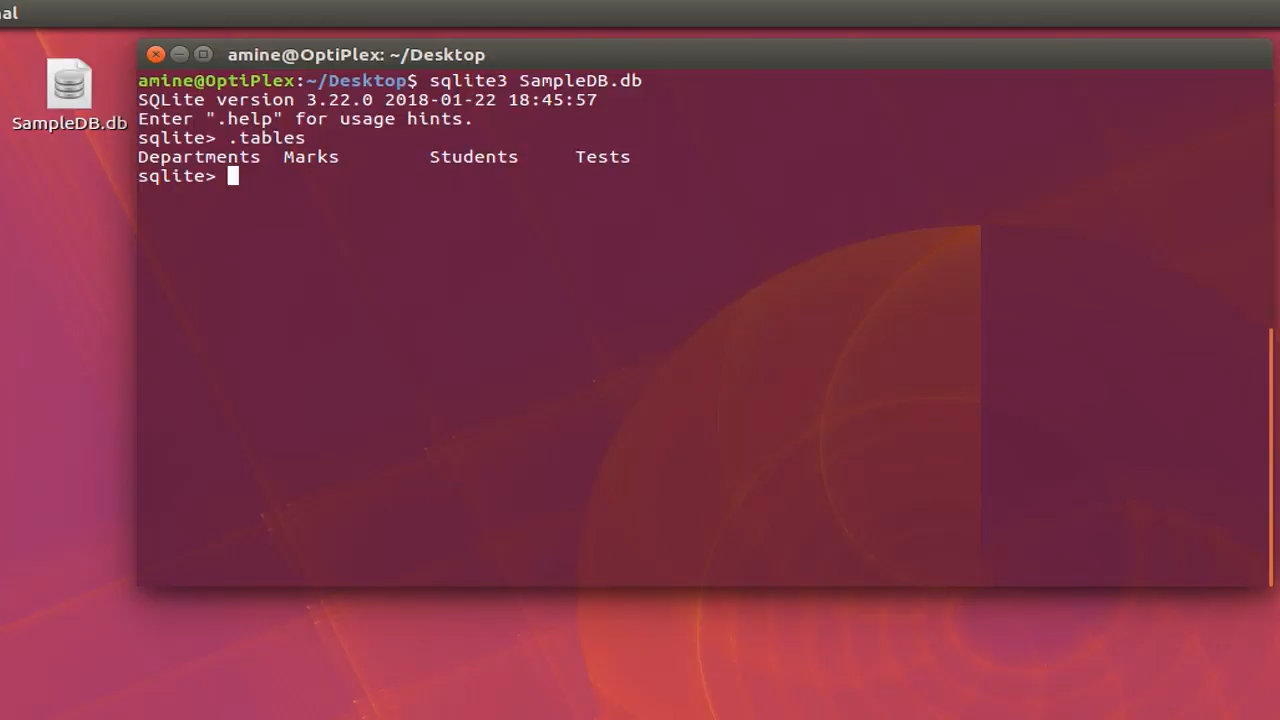 al
amine@OptiPlex: ~/Desktop
SampleDB.db
amine@OptiPlex:~/Desktop$ sqlite3 SampleDB.db
SQLite version 3.22.0 2018-01-22 18:45:57
Enter ".help" for usage hints.
sqlite> .tables
Departments  Marks        Students     Tests
sqlite>